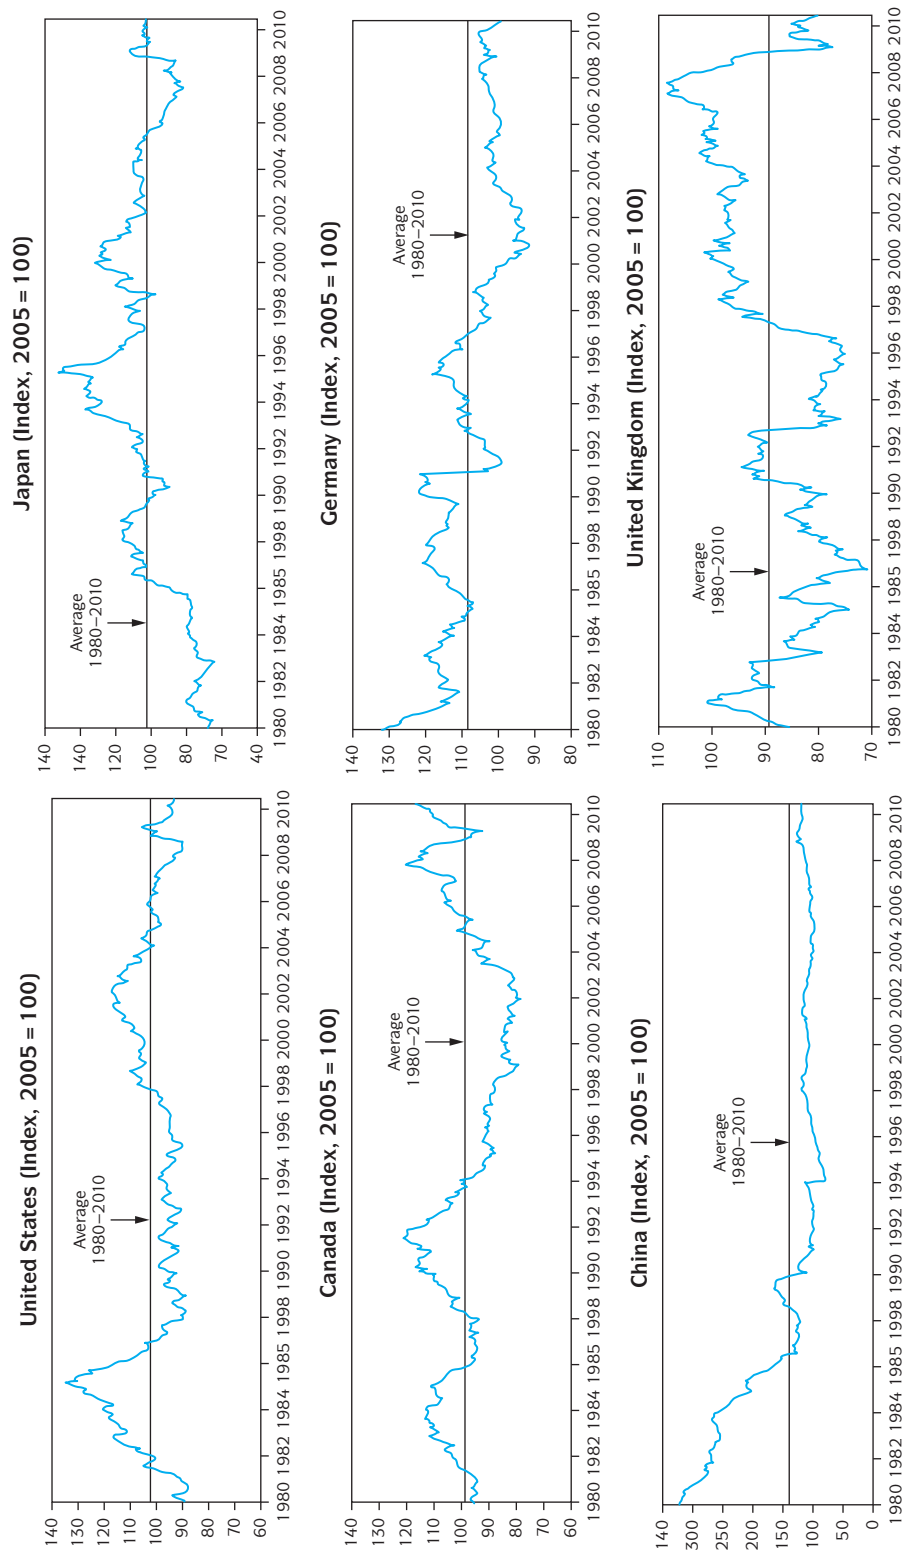 United States (Index, 2005 = 100)
140
130
120
110
100
90
80
70
60
Average
1980–2010
1980 1982 1984 1985 1998 1990 1992 1994 1996 1998 2000 2002 2004 2006 2008 2010
Japan (Index, 2005 = 100)
140
140
120
100
80
60
40
Average
1980–2010
1980 1982 1984 1985 1998 1990 1992 1994 1996 1998 2000 2002 2004 2006 2008 2010
Canada (Index, 2005 = 100)
140
130
120
110
100
90
80
70
60
Average
1980–2010
1980 1982 1984 1985 1998 1990 1992 1994 1996 1998 2000 2002 2004 2006 2008 2010
Germany (Index, 2005 = 100)
140
130
120
110
100
90
80
Average
1980–2010
1980 1982 1984 1985 1998 1990 1992 1994 1996 1998 2000 2002 2004 2006 2008 2010
China (Index, 2005 = 100)
140
300
250
200
150
100
50
0
Average
1980–2010
1980 1982 1984 1985 1998 1990 1992 1994 1996 1998 2000 2002 2004 2006 2008 2010
United Kingdom (Index, 2005 = 100)
110
100
90
80
70
Average
1980–2010
1980 1982 1984 1985 1998 1990 1992 1994 1996 1998 2000 2002 2004 2006 2008 2010